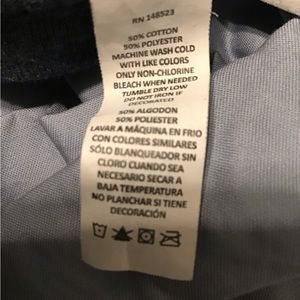 RN 148523
50% COTTON
50% POLYESTER
MACHINE WASH COLD
WITH LIKE COLORS
ONLY NON-CHLORINE
BLEACH WHEN NEEDED
TUMBLE DRY LOW
DO NOT IRON IF
DECORATED
50% ALGODON
50% POLIESTER
LAVAR A MÁQUINA EN FRIO
CON COLORES SIMILARES
SÓLO BLANQUEADOR SIN
CLORO CUANDO SEA
NECESARIO SECAR A
BAJA TEMPERATURA
NO PLANCHAR SI TIENE
DECORACIÓN